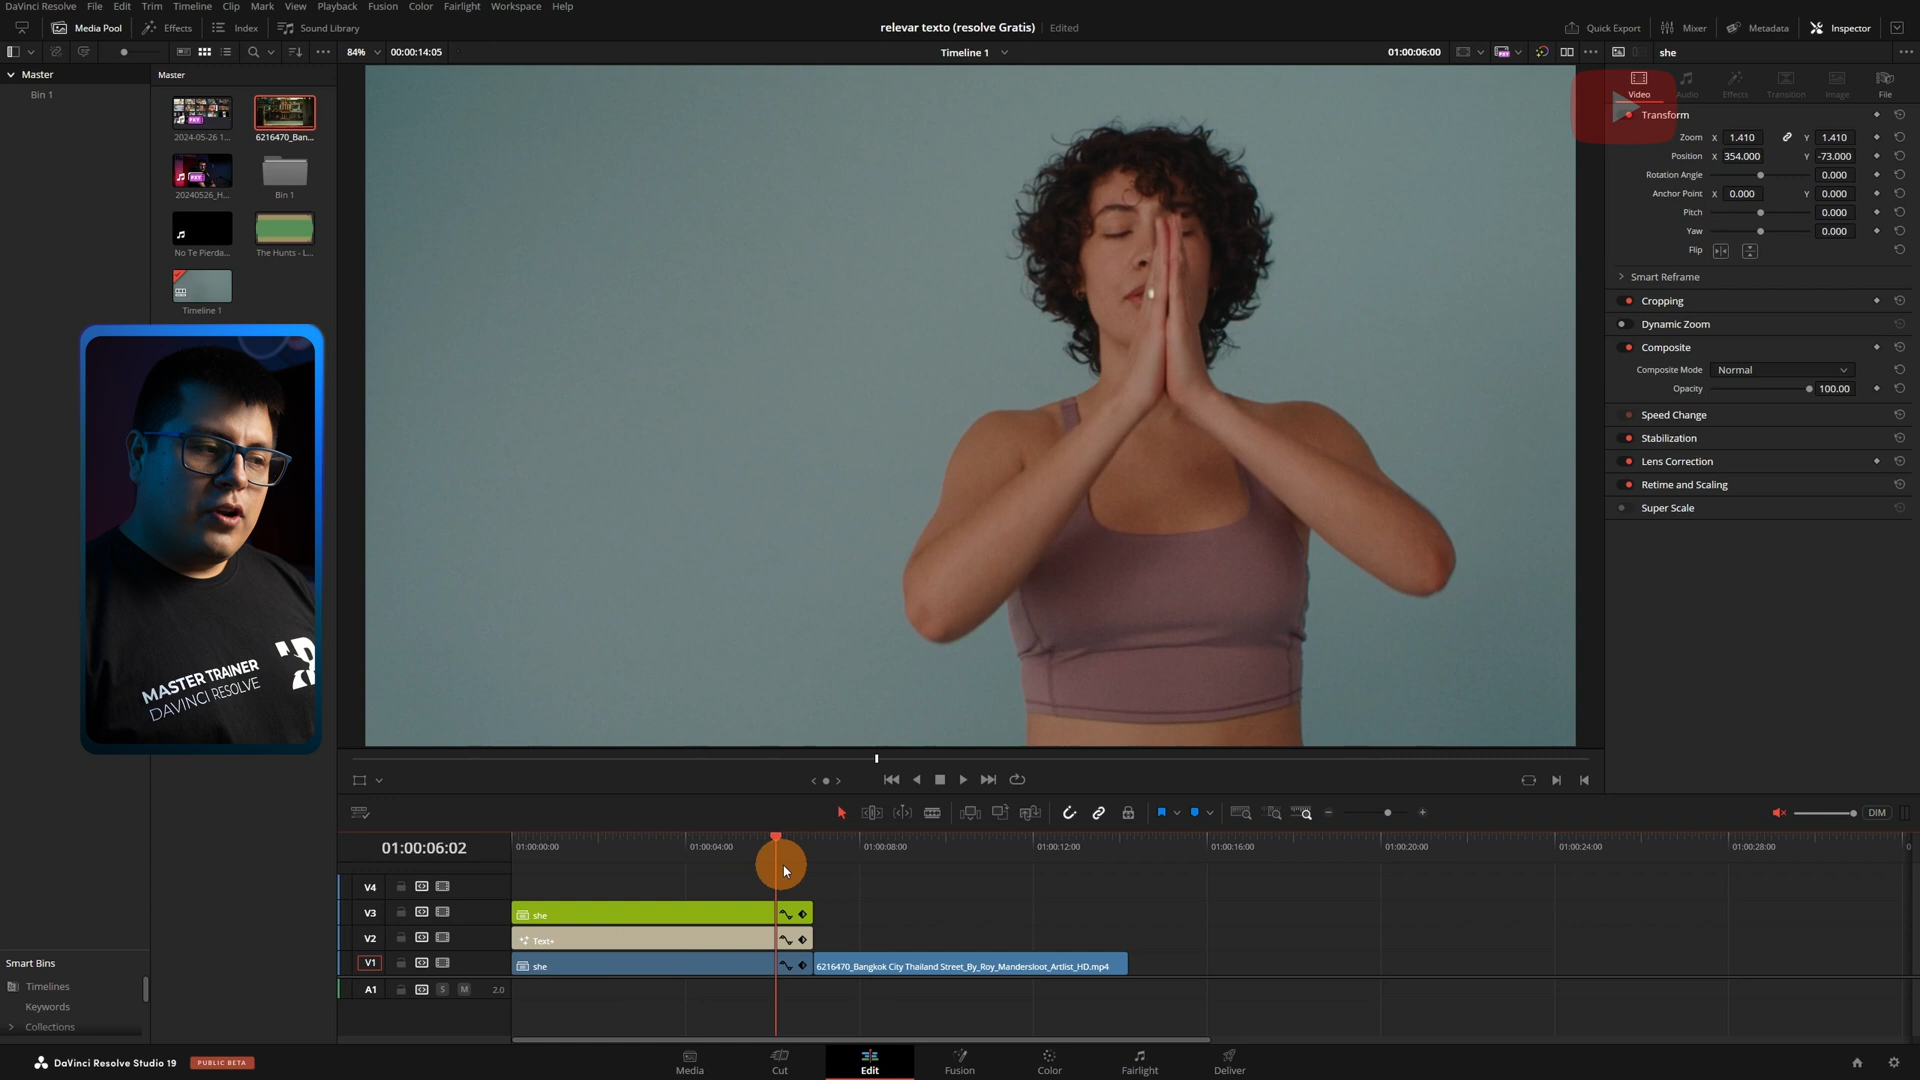 DaVinci Resolve File Edit Trim Timeline Clip Mark View Playback Fusion Color Fairlight Workspace Help
Media Pool Effects Index Sound Library relevar texto (resolve Gratis) Edited Quick Export Mixer Metadata Inspector
84% 00:00:14:05 Timeline 1 01:00:06:00 she
Master
Bin 1
Master
2024-05-26 1... 6216470_Ban...
20240526_H... Bin 1
No Te Pierda... The Hunts - L...
Timeline 1
Video Audio Effects Transition Image File
Transform
Zoom X 1.410 Y 1.410
Position X 354.000 Y -73.000
Rotation Angle 0.000
Anchor Point X 0.000 Y 0.000
Pitch 0.000
Yaw 0.000
Flip
Smart Reframe
Cropping
Dynamic Zoom
Composite
Composite Mode Normal
Opacity 100.00
Speed Change
Stabilization
Lens Correction
Retime and Scaling
Super Scale
MASTER TRAINER
DAVINCI RESOLVE
DIM
01:00:06:02 01:00:00:00 01:00:04:00 01:00:08:00 01:00:12:00 01:00:16:00 01:00:20:00 01:00:24:00 01:00:28:00
V4
V3 she
V2 Text+
V1 she 6216470_Bangkok City Thailand Street_By_Roy_Mandersloot_Artlist_HD.mp4
A1 S M 2.0
Smart Bins
Timelines
Keywords
Collections
DaVinci Resolve Studio 19 PUBLIC BETA
Media Cut Edit Fusion Color Fairlight Deliver